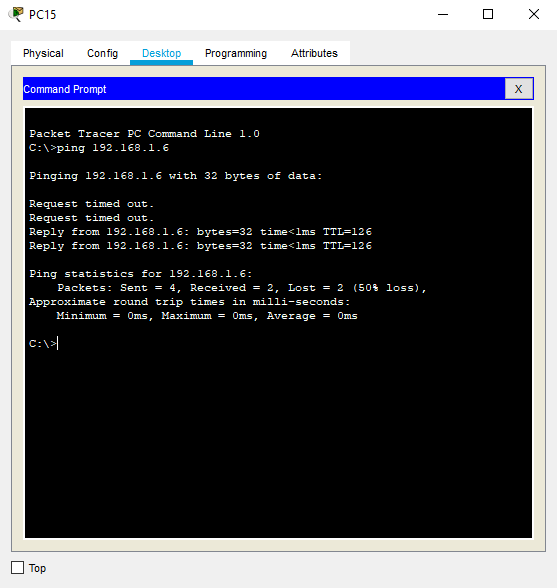 PC15
Physical Config Desktop Programming Attributes
Command Prompt X
Packet Tracer PC Command Line 1.0
C:\>ping 192.168.1.6
Pinging 192.168.1.6 with 32 bytes of data:
Request timed out.
Request timed out.
Reply from 192.168.1.6: bytes=32 time<1ms TTL=126
Reply from 192.168.1.6: bytes=32 time<1ms TTL=126
Ping statistics for 192.168.1.6:
Packets: Sent = 4, Received = 2, Lost = 2 (50% loss),
Approximate round trip times in milli-seconds:
Minimum = 0ms, Maximum = 0ms, Average = 0ms
C:\>
Top